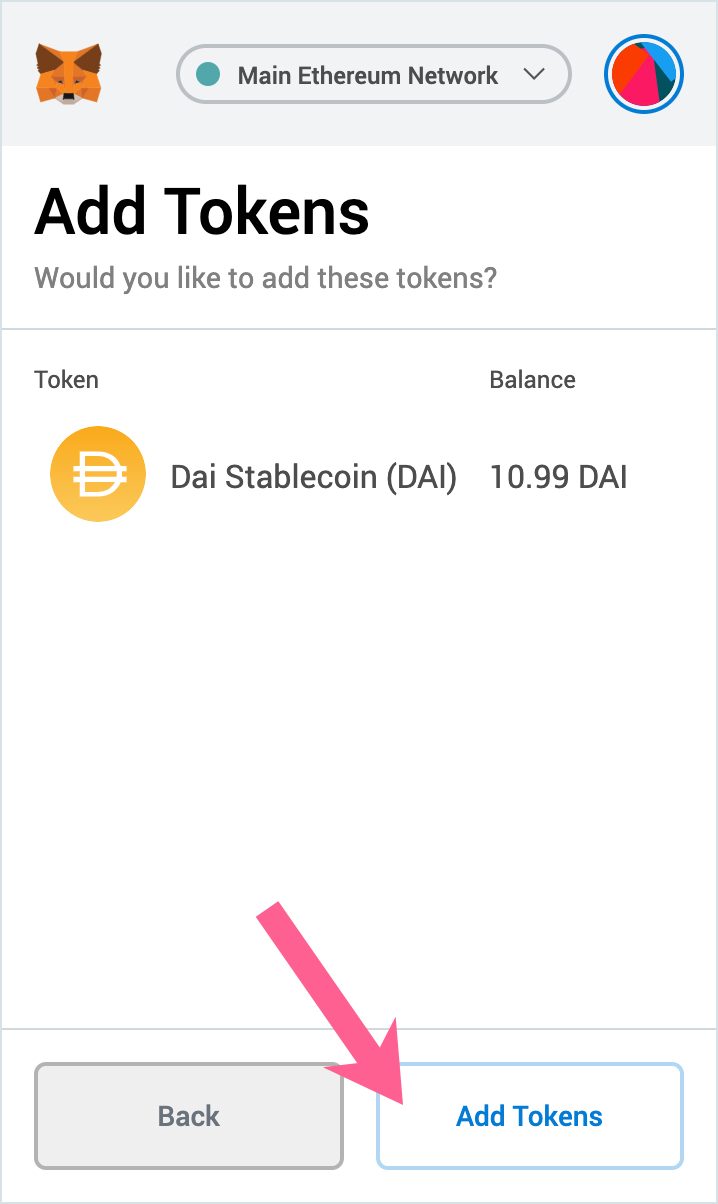 Main Ethereum Network
Add Tokens
Would you like to add these tokens?
Token Balance
Dai Stablecoin (DAI) 10.99 DAI
Back Add Tokens